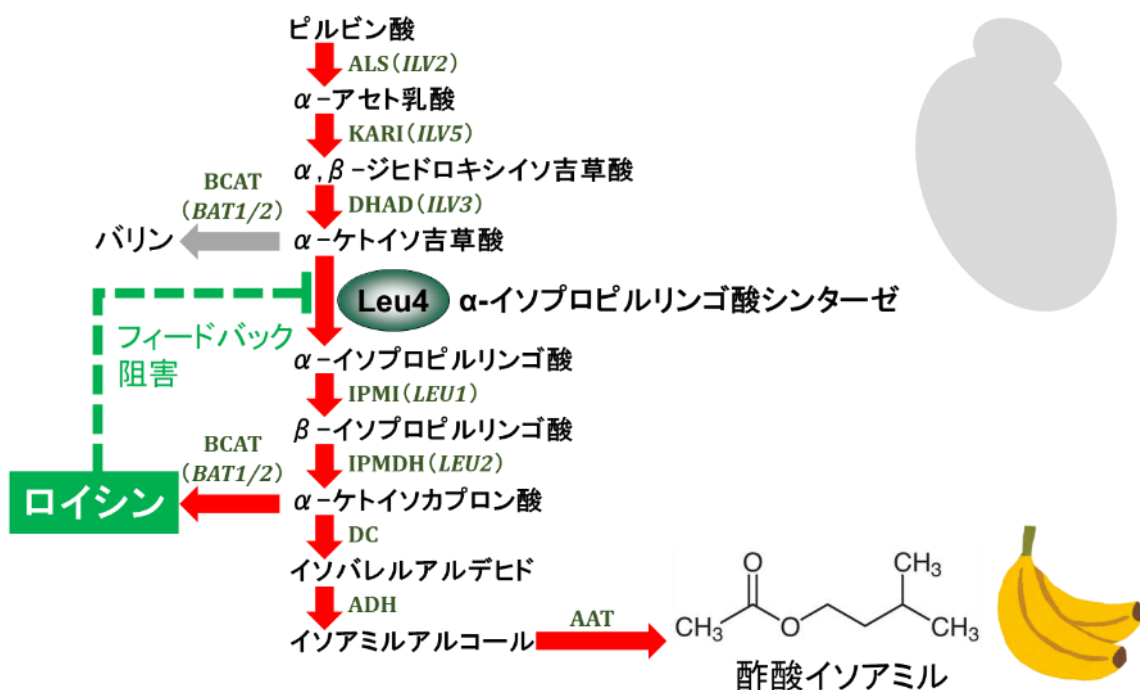 ピルビン酸
ALS(ILV2)
α-アセト乳酸
KARI(ILV5)
α,β-ジヒドロキシイソ吉草酸
BCAT
(BAT1/2)
DHAD(ILV3)
バリン
α-ケトイソ吉草酸
Leu4
α-イソプロピルリンゴ酸シンターゼ
フィードバック
阻害
α-イソプロピルリンゴ酸
IPMI(LEU1)
β-イソプロピルリンゴ酸
BCAT
(BAT1/2)
IPMDH(LEU2)
ロイシン
α-ケトイソカプロン酸
DC
イソバレルアルデヒド
ADH
イソアミルアルコール
AAT
O
CH3
CH3
O
CH3
酢酸イソアミル